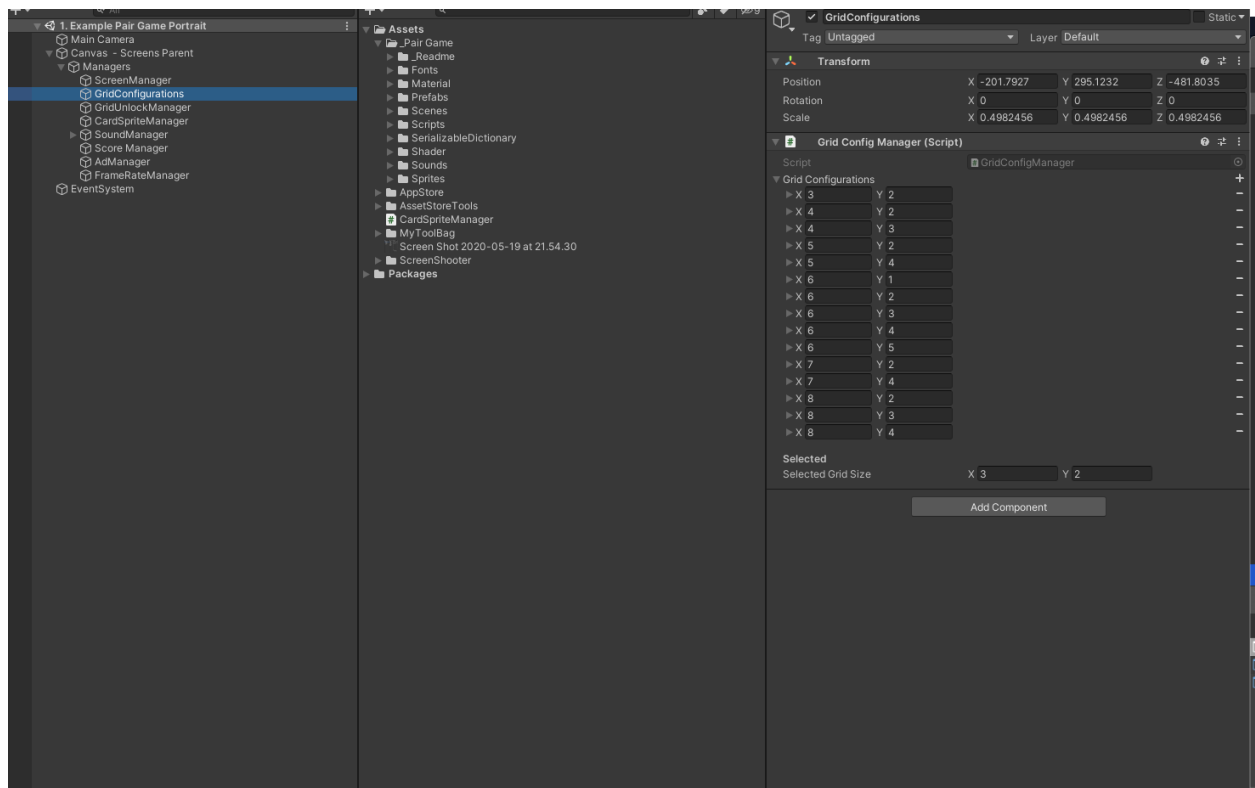 1. Example Pair Game Portrait
Main Camera
Canvas - Screens Parent
Managers
ScreenManager
GridConfigurations
GridUnlockManager
CardSpriteManager
SoundManager
Score Manager
AdManager
FrameRateManager
EventSystem
Assets
_Pair Game
_Readme
Fonts
Material
Prefabs
Scenes
Scripts
SerializableDictionary
Shader
Sounds
Sprites
AppStore
AssetStoreTools
CardSpriteManager
MyToolBag
Screen Shot 2020-05-19 at 21.54.30
ScreenShooter
Packages
GridConfigurations Static
Tag Untagged Layer Default
Transform
Position X -201.7927 Y 295.1232 Z -481.8035
Rotation X 0 Y 0 Z 0
Scale X 0.4982456 Y 0.4982456 Z 0.4982456
# Grid Config Manager (Script)
Script GridConfigManager
Grid Configurations +
X 3 Y 2 -
X 4 Y 2 -
X 4 Y 3 -
X 5 Y 2 -
X 5 Y 4 -
X 6 Y 1 -
X 6 Y 2 -
X 6 Y 3 -
X 6 Y 4 -
X 6 Y 5 -
X 7 Y 2 -
X 7 Y 4 -
X 8 Y 2 -
X 8 Y 3 -
X 8 Y 4 -
Selected
Selected Grid Size X 3 Y 2
Add Component